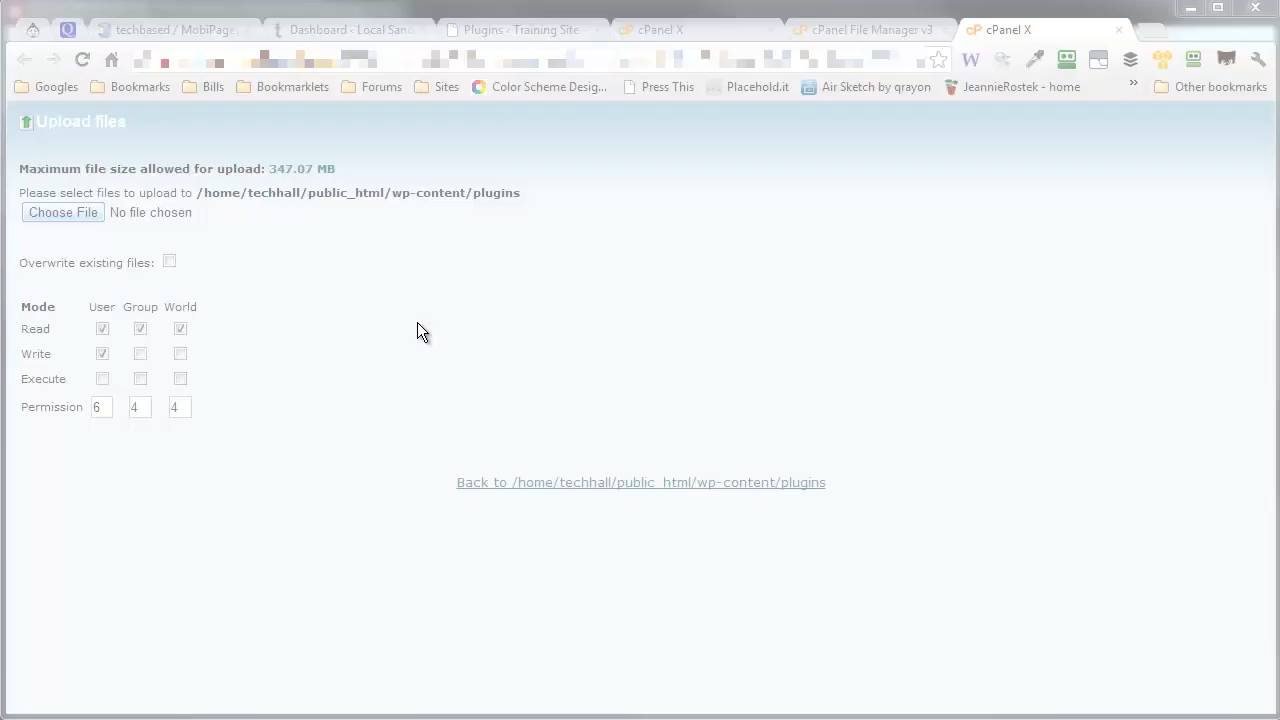 techbased / MobiPage
Dashboard - Local Sand
Plugins - Training Site
cPanel X
cPanel File Manager v3
cPanel X
Googles
Bookmarks
Bills
Bookmarklets
Forums
Sites
Color Scheme Desig...
Press This
Placehold.it
Air Sketch by qrayon
JeannieRostek - home
»
Other bookmarks
Upload files
Maximum file size allowed for upload: 347.07 MB
Please select files to upload to /home/techhall/public_html/wp-content/plugins
Choose File No file chosen
Overwrite existing files:
Mode User Group World
Read
Write
Execute
Permission 6 4 4
Back to /home/techhall/public_html/wp-content/plugins